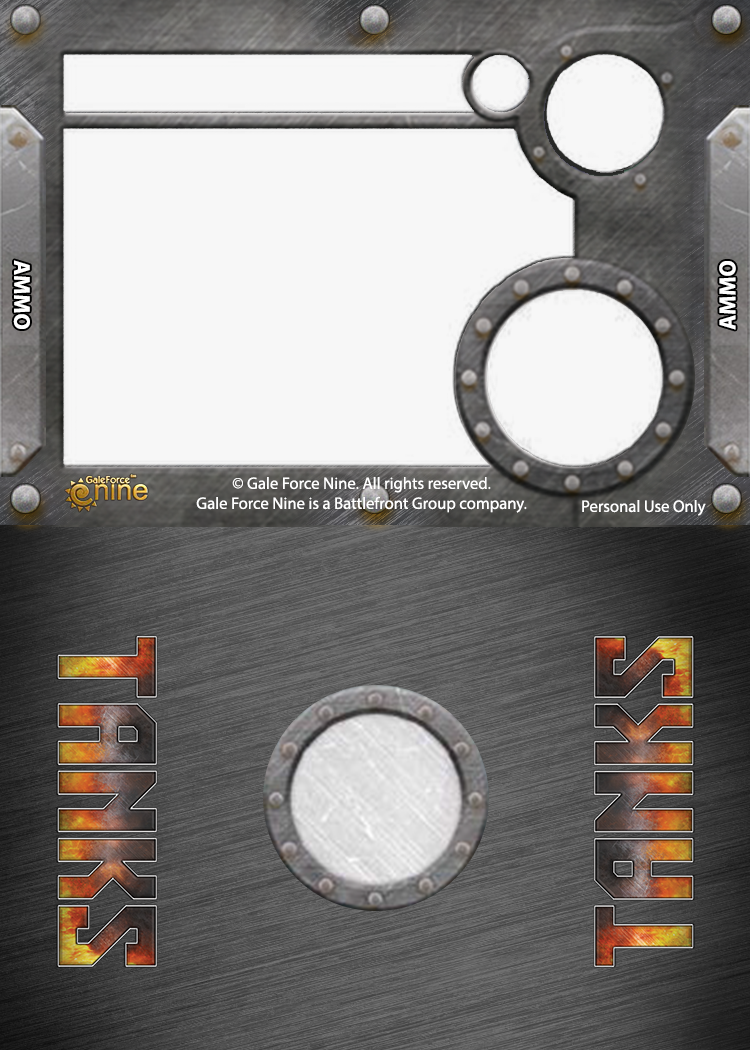 AMMO
AMMO
GaleForce™
nine
© Gale Force Nine. All rights reserved.
Gale Force Nine is a Battlefront Group company.
Personal Use Only
TANKS
TANKS